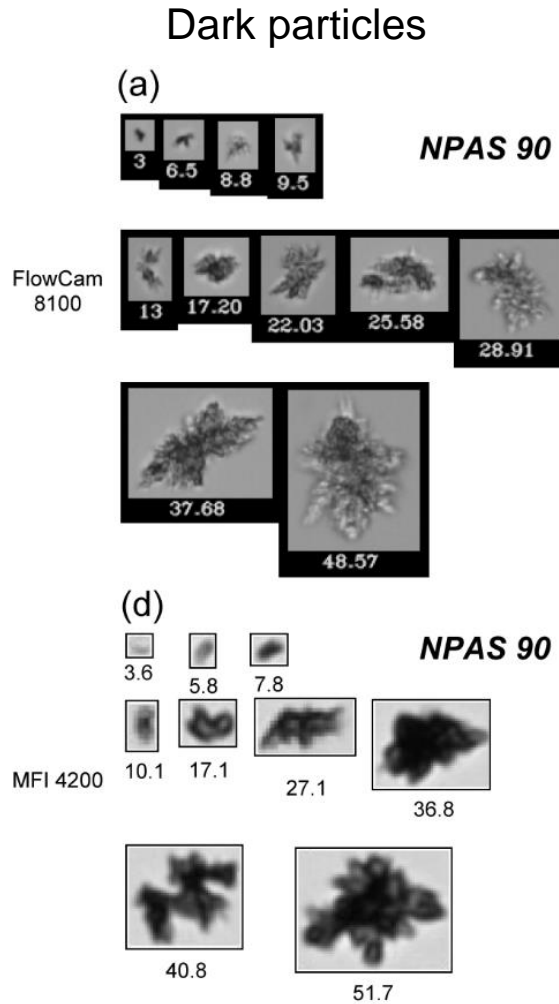 Dark particles
(a)
NPAS 90
3 6.5 8.8 9.5
FlowCam
8100
13 17.20 22.03 25.58 28.91
37.68 48.57
(d)
NPAS 90
3.6 5.8 7.8
MFI 4200
10.1 17.1 27.1 36.8
40.8 51.7